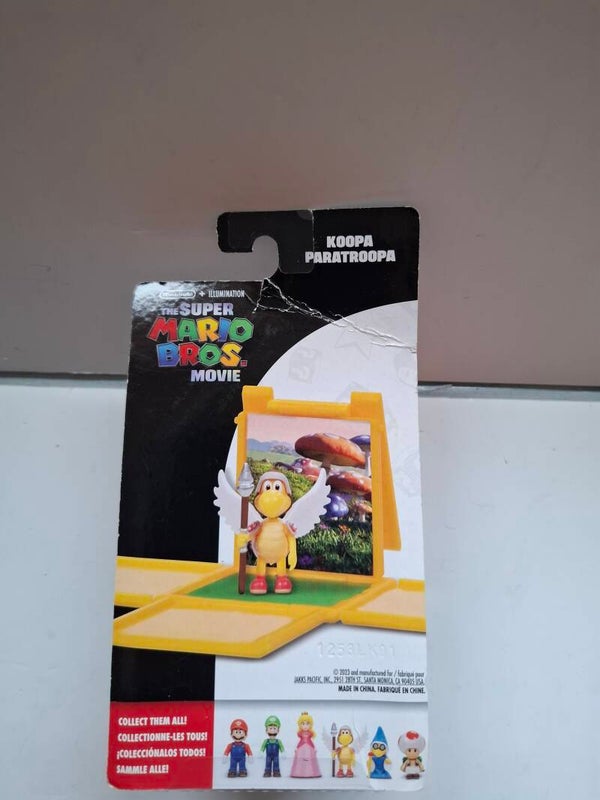 KOOPA
PARATROOPA
Nintendo + ILLUMINATION
THE SUPER
MARIO
BROS.
MOVIE
1253LK01
© 2023 and manufactured for / fabriqué pour
JAKKS PACIFIC, INC., 2951 28TH ST., SANTA MONICA, CA 90405 USA.
MADE IN CHINA. FABRIQUÉ EN CHINE.
COLLECT THEM ALL!
COLLECTIONNE-LES TOUS!
¡COLECCIÓNALOS TODOS!
SAMMLE ALLE!